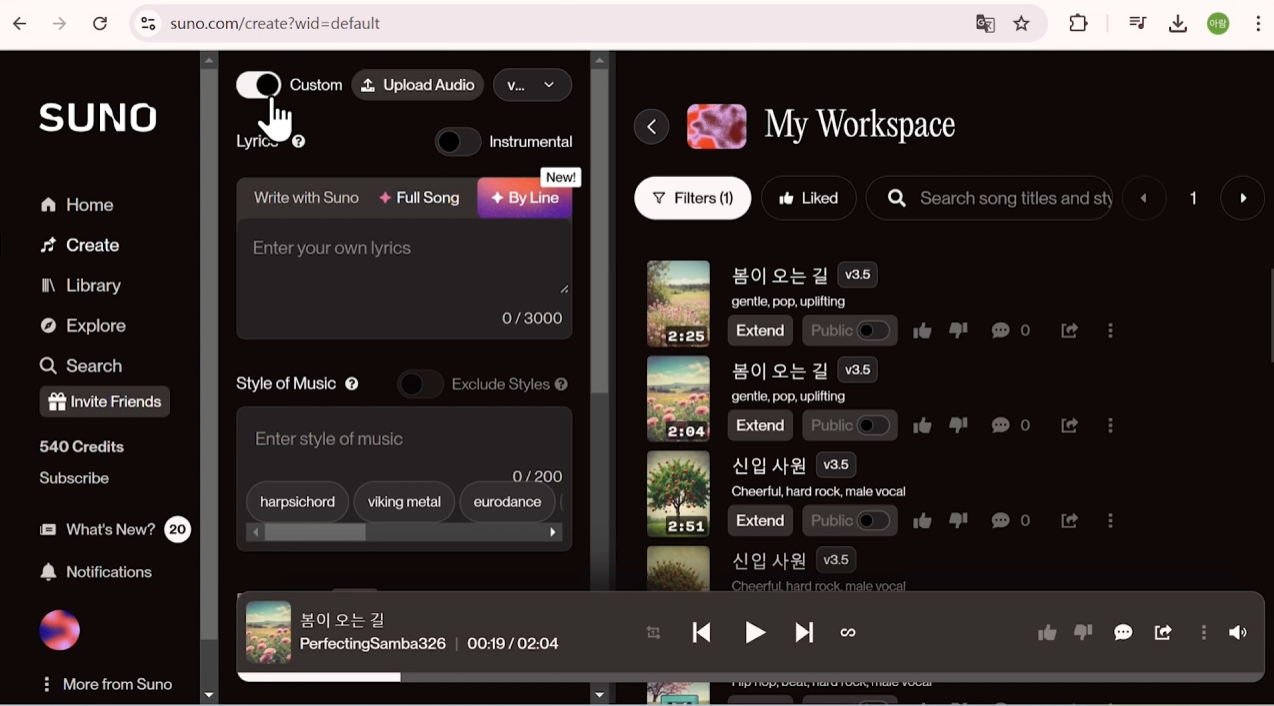 suno.com/create?wid=default
아람
SUNO
Home
Create
Library
Explore
Search
Invite Friends
540 Credits
Subscribe
What's New? 20
Notifications
More from Suno
Custom
Upload Audio
v...
Lyrics
Instrumental
New!
Write with Suno
Full Song
By Line
Enter your own lyrics
0 / 3000
Style of Music
Exclude Styles
Enter style of music
0 / 200
harpsichord
viking metal
eurodance
My Workspace
Filters (1)
Liked
Search song titles and sty
1
봄이 오는 길 v3.5
gentle, pop, uplifting
2:25
Extend
Public
0
봄이 오는 길 v3.5
gentle, pop, uplifting
2:04
Extend
Public
0
신입 사원 v3.5
Cheerful, hard rock, male vocal
2:51
Extend
Public
0
신입 사원 v3.5
Cheerful, hard rock, male vocal
봄이 오는 길
PerfectingSamba326 | 00:19 / 02:04